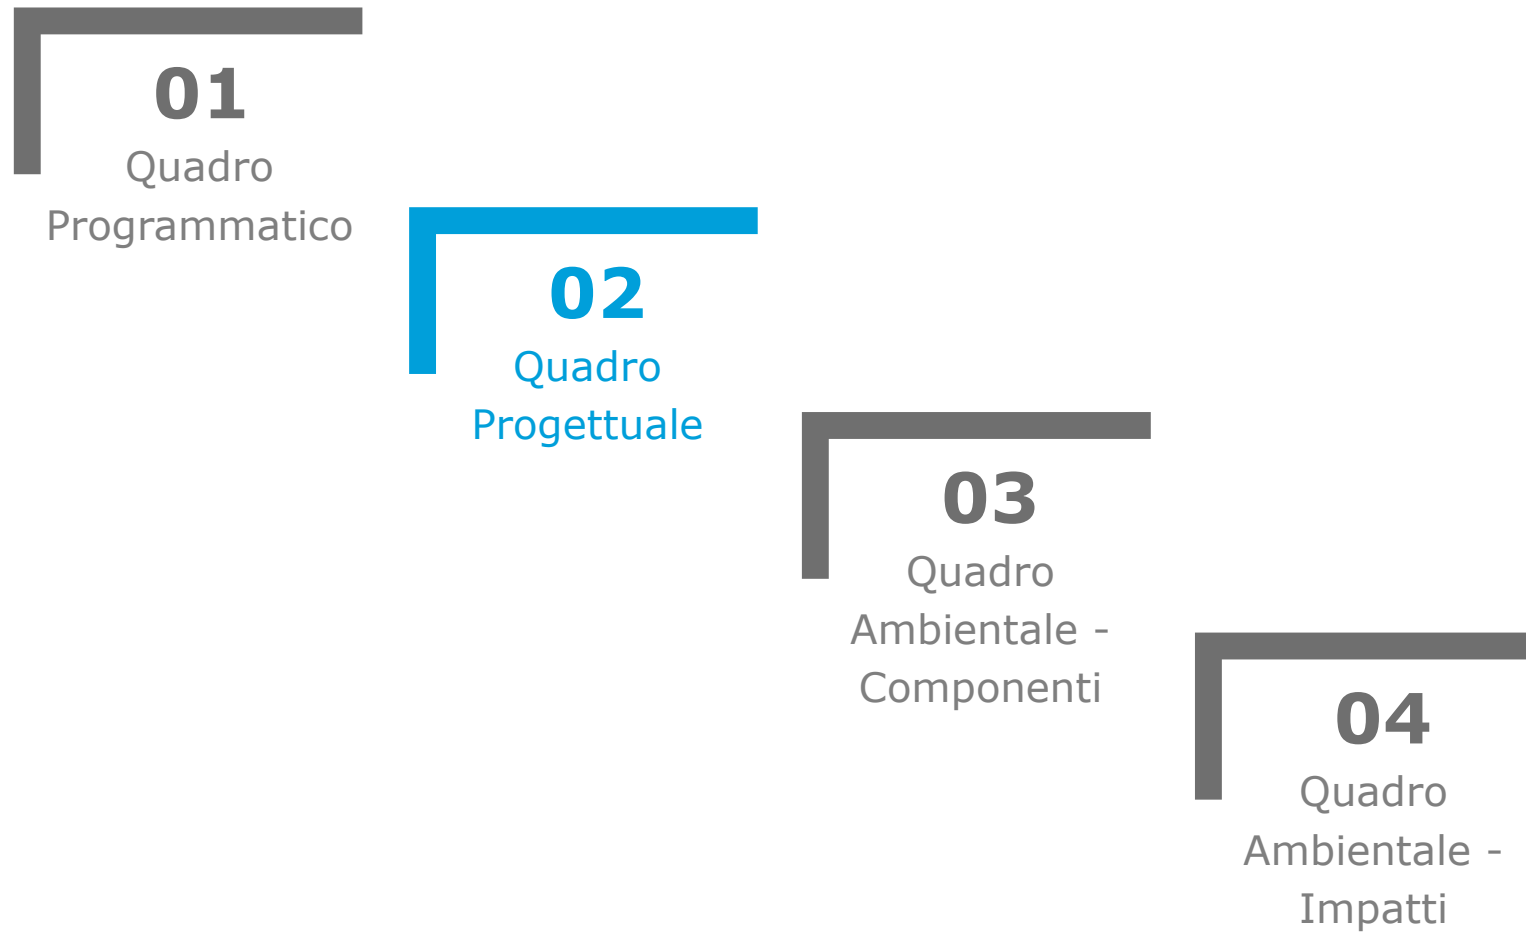 01
Quadro
Programmatico
02
Quadro
Progettuale
03
Quadro
Ambientale -
Componenti
04
Quadro
Ambientale -
Impatti